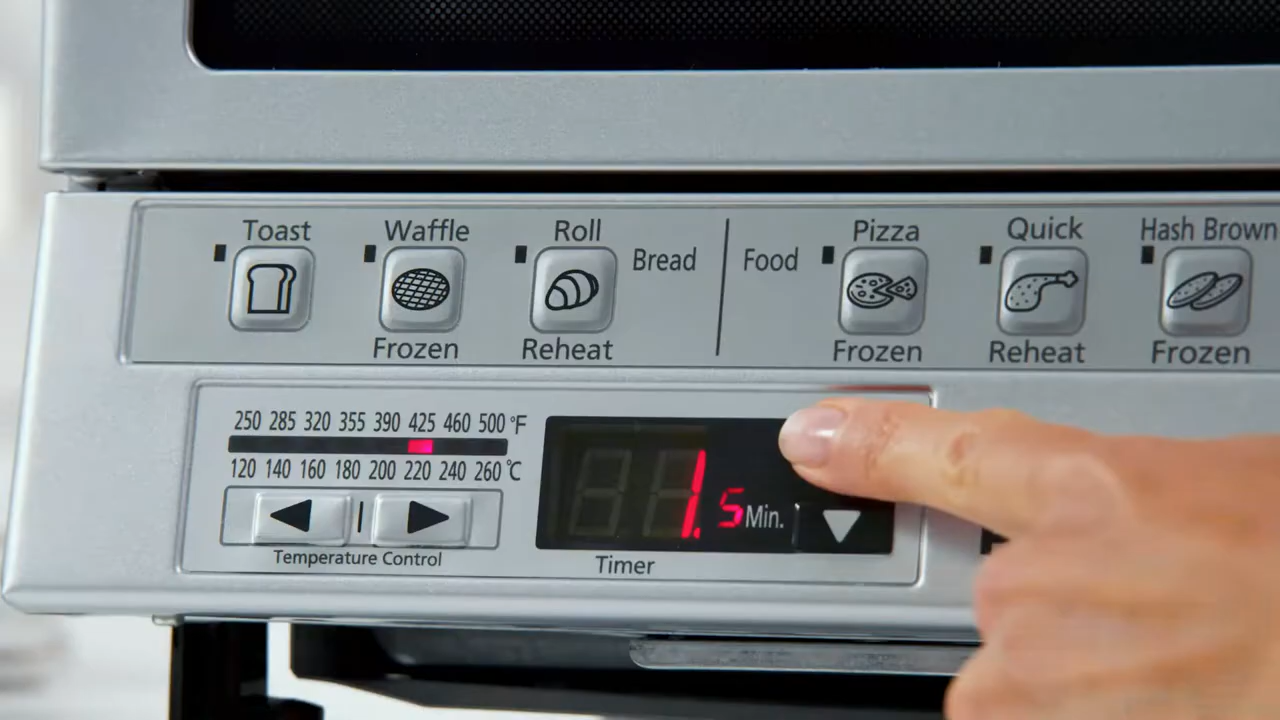 Toast Waffle Roll Pizza Quick Hash Brown
Bread Food
Frozen Reheat Frozen Reheat Frozen
250 285 320 355 390 425 460 500 °F
120 140 160 180 200 220 240 260 °C
1.5 Min.
Temperature Control
Timer